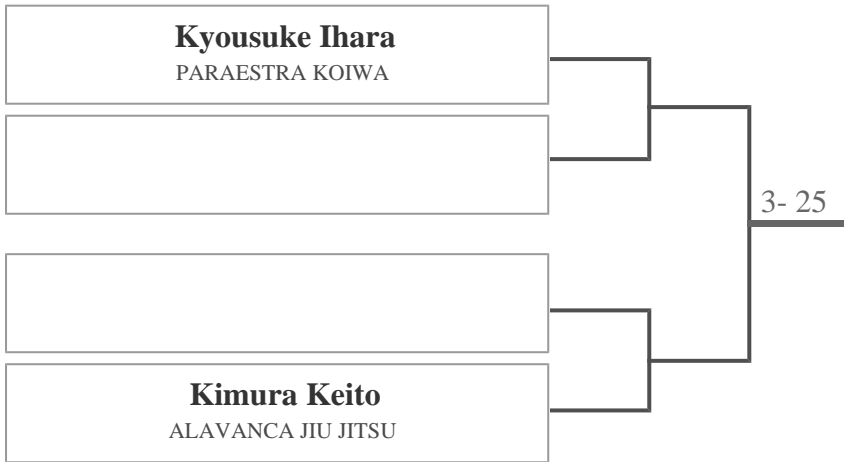 Kyousuke Ihara
PARAESTRA KOIWA
3- 25
Kimura Keito
ALAVANCA JIU JITSU